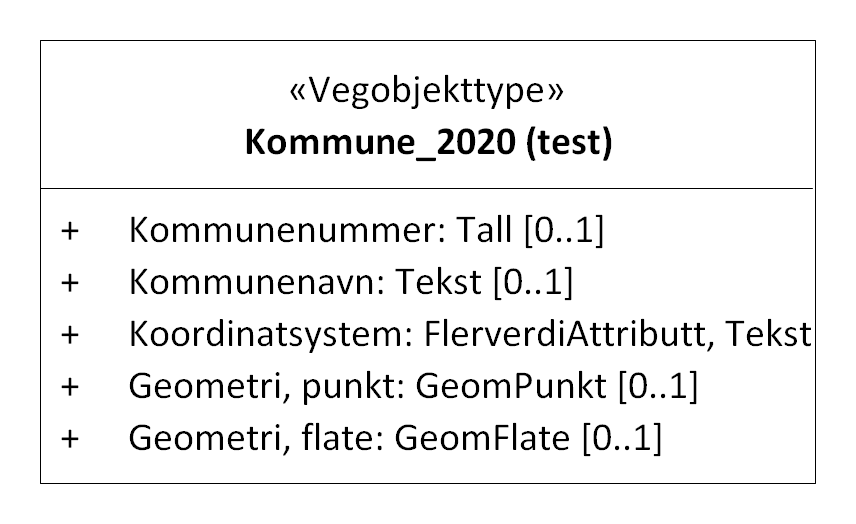 «Vegobjekttype»
Kommune_2020 (test)
+ Kommunenummer: Tall [0..1]
+ Kommunenavn: Tekst [0..1]
+ Koordinatsystem: FlerverdiAttributt, Tekst
+ Geometri, punkt: GeomPunkt [0..1]
+ Geometri, flate: GeomFlate [0..1]